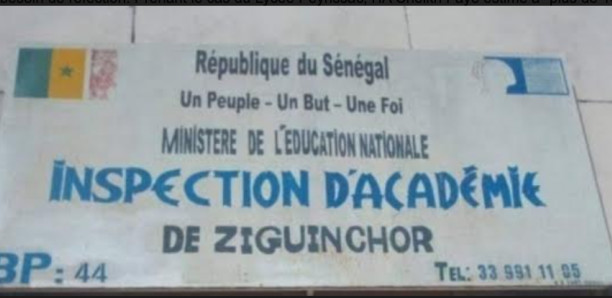 République du Sénégal
Un Peuple - Un But - Une Foi
MINISTERE DE L'EDUCATION NATIONALE
INSPECTION D'ACADÉMIE
DE ZIGUINCHOR
BP: 44
TEL: 33 991 11 05